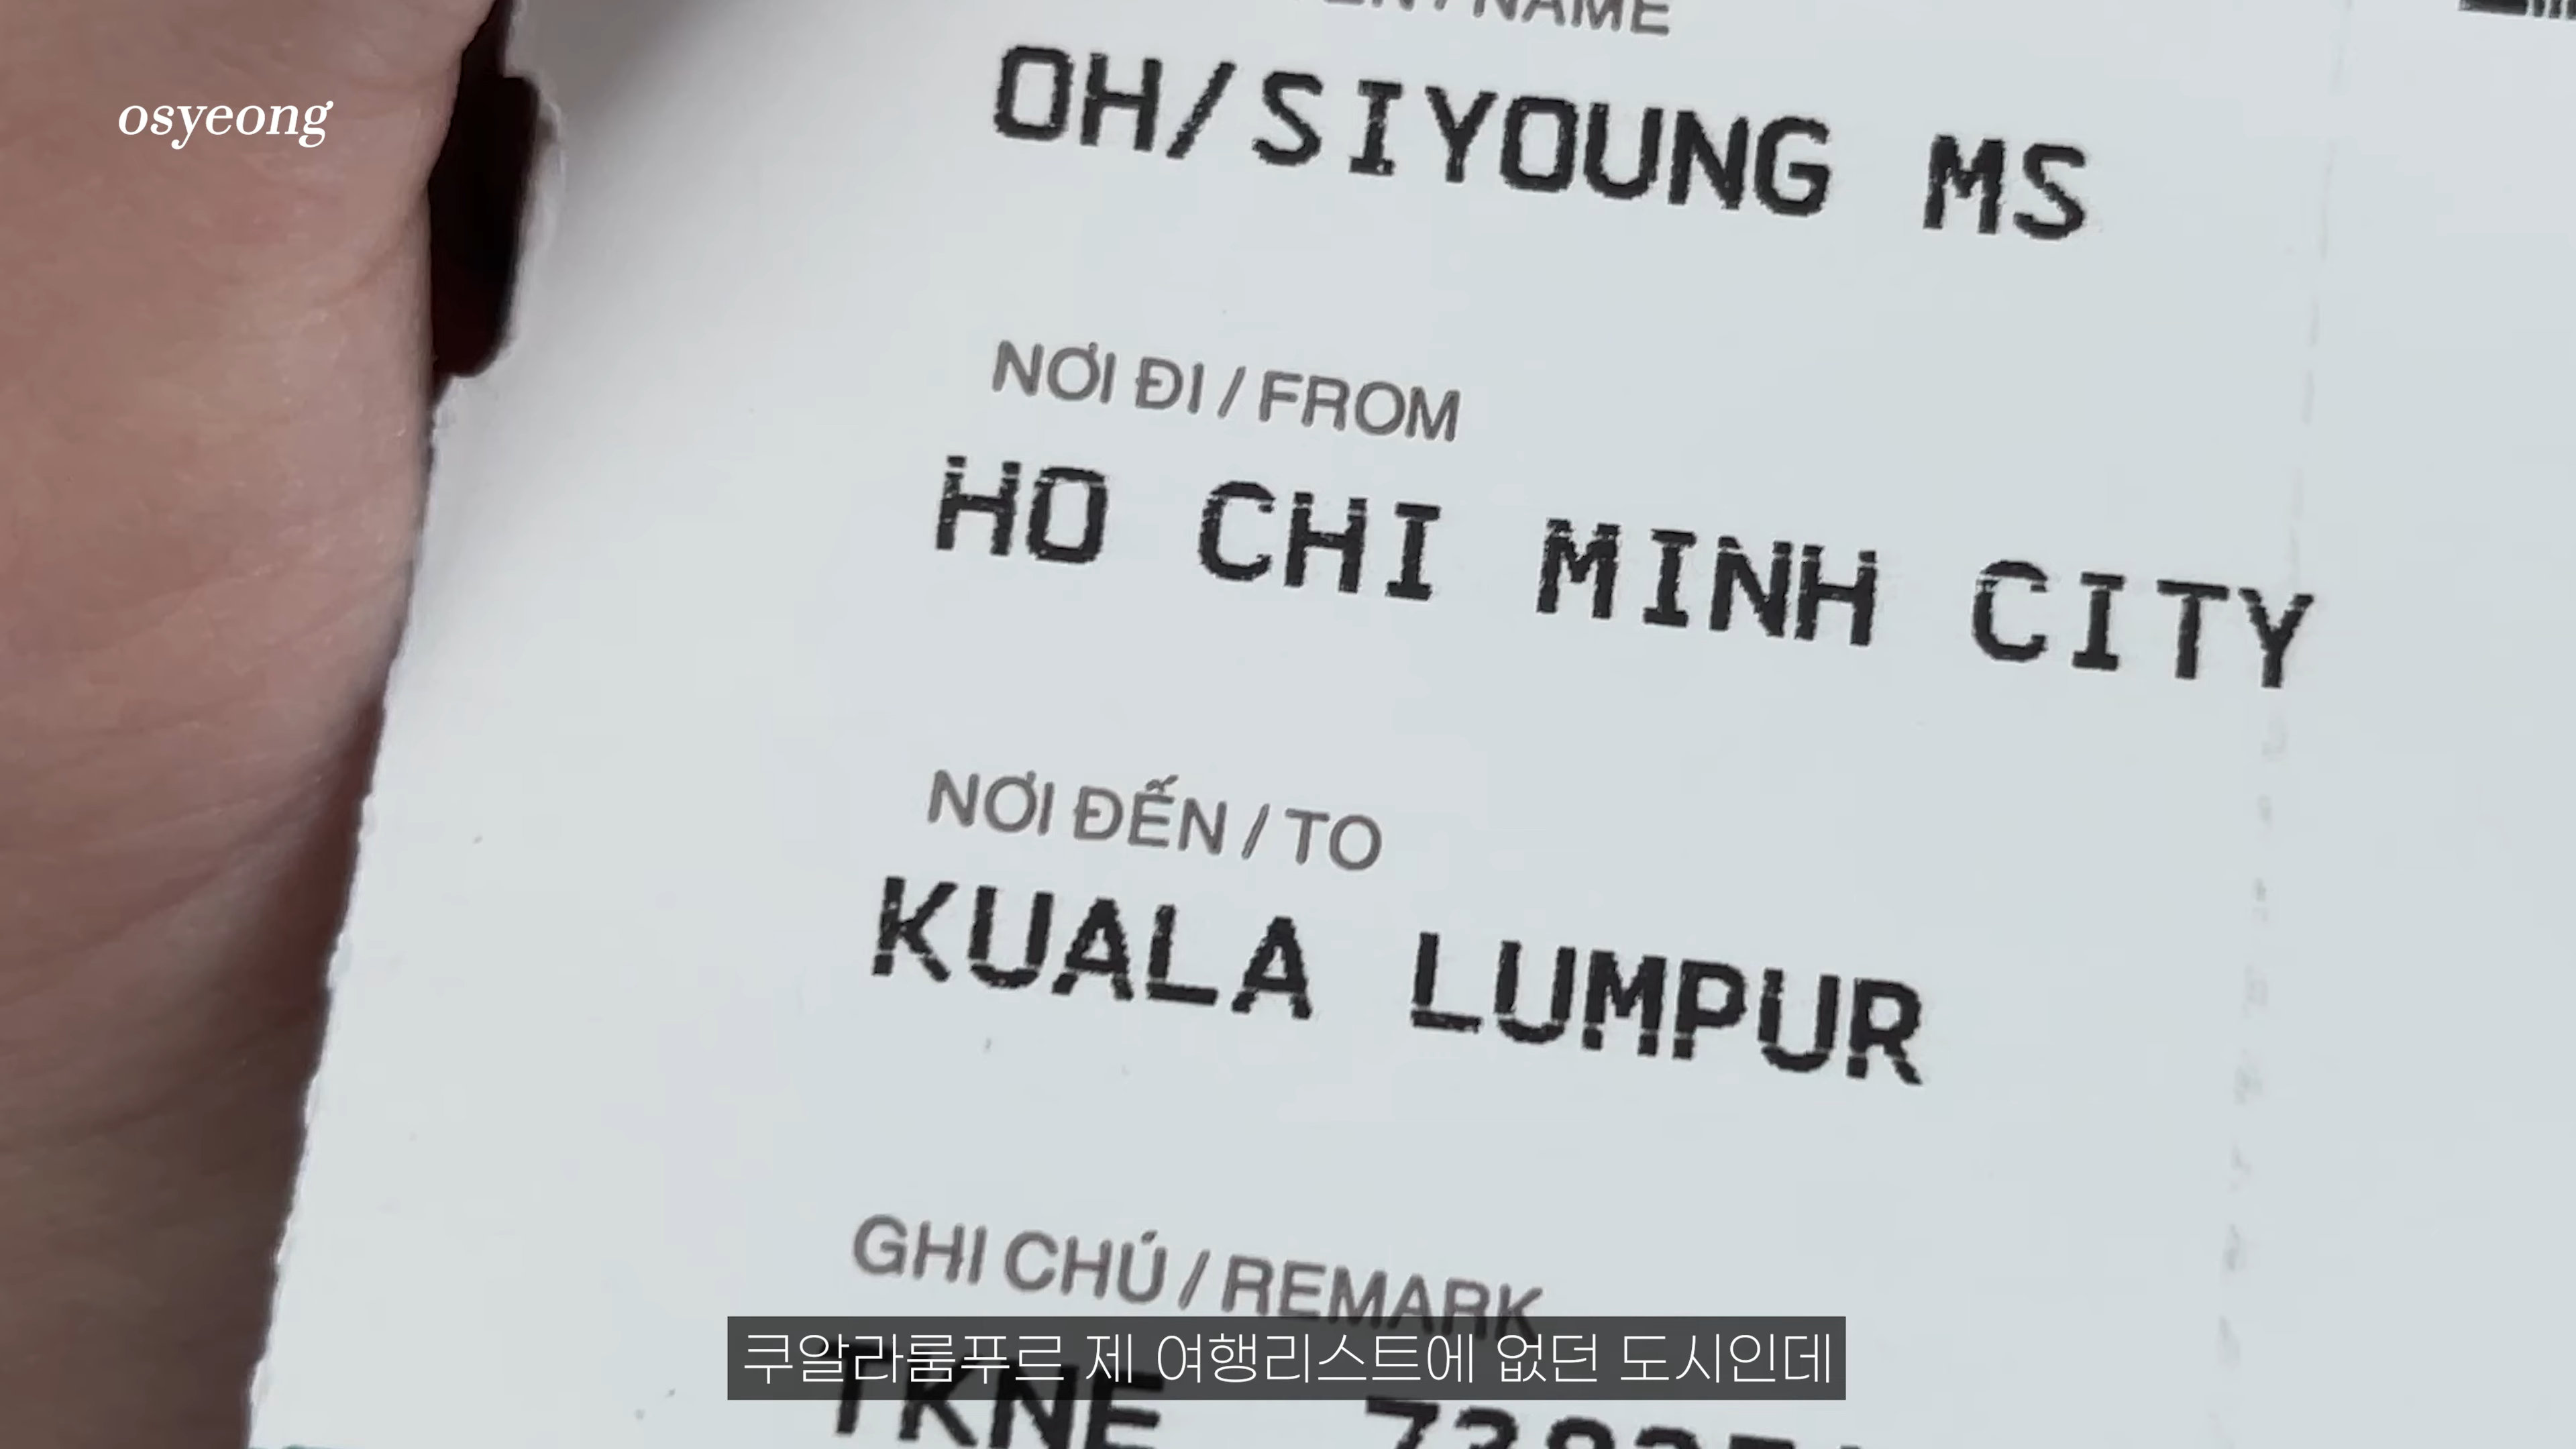 NAME
osyeong
OH/SIYOUNG MS
NƠI ĐI / FROM
HO CHI MINH CITY
NƠI ĐẾN / TO
KUALA LUMPUR
GHI CHÚ / REMARK
쿠알라룸푸르 제 여행리스트에 없던 도시인데
TKNE